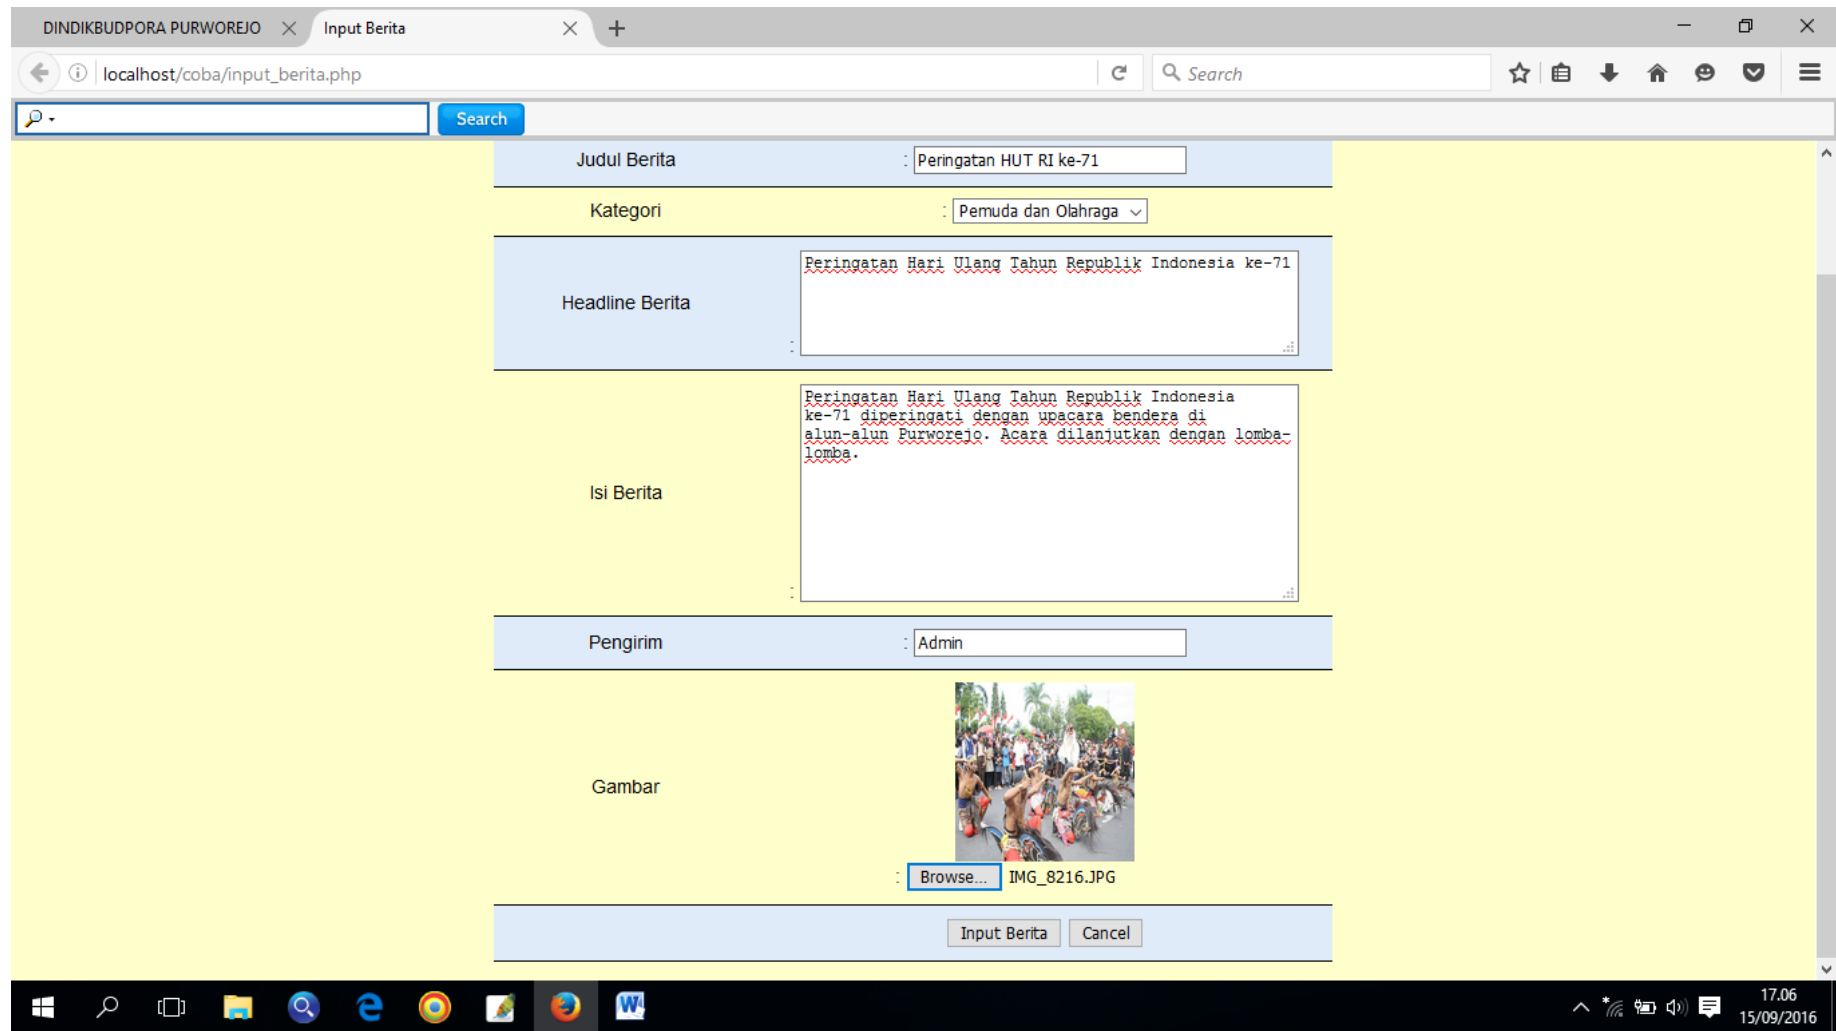 DINDIKBUDPORA PURWOREJO
Input Berita
localhost/coba/input_berita.php
Search
Search
Judul Berita : Peringatan HUT RI ke-71
Kategori : Pemuda dan Olahraga
Headline Berita : Peringatan Hari Ulang Tahun Republik Indonesia ke-71
Isi Berita : Peringatan Hari Ulang Tahun Republik Indonesia
ke-71 diperingati dengan upacara bendera di
alun-alun Purworejo. Acara dilanjutkan dengan lomba-
lomba.
Pengirim : Admin
Gambar
: Browse... IMG_8216.JPG
Input Berita Cancel
17.06
15/09/2016